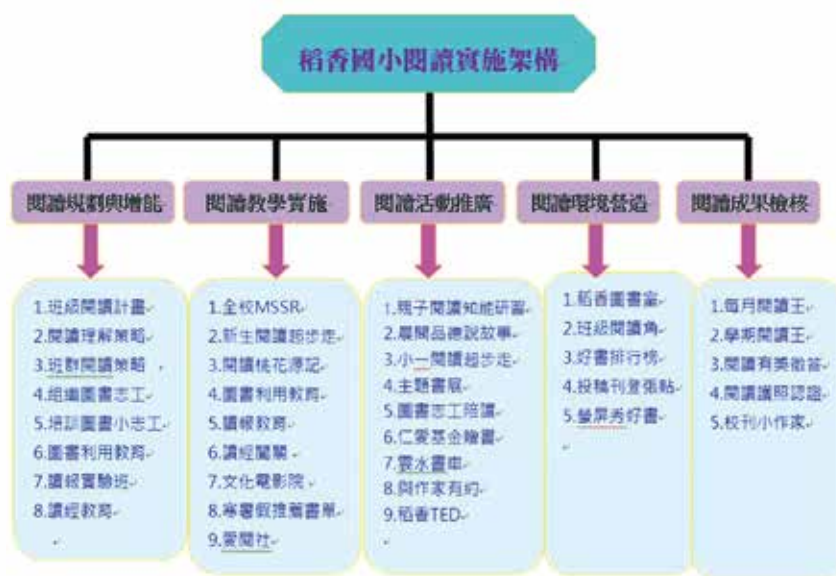 稻香國小閱讀實施架構
閱讀規劃與增能
1.班級閱讀計畫
2.閱讀理解策略
3.班群閱讀策略
4.組織圖書志工
5.培訓圖書小志工
6.圖書利用教育
7.讀報實驗班
8.讀經教育
閱讀教學實施
1.全校MSSR
2.新生閱讀起步走
3.閱讀桃花源記
4.圖書利用教育
5.讀報教育
6.讀經闖關
7.文化電影院
8.寒暑假推薦書單
9.愛閱社
閱讀活動推廣
1.親子閱讀知能研習
2.晨間品德說故事
3.小一閱讀起步走
4.主題書展
5.圖書志工陪讀
6.仁愛基金贈書
7.雲水書車
8.與作家有約
9.稻香TED
閱讀環境營造
1.稻香圖書室
2.班級閱讀角
3.好書排行榜
4.投稿刊登張貼
5.螢屏秀好書
閱讀成果檢核
1.每月閱讀王
2.學期閱讀王
3.閱讀有獎徵答
4.閱讀護照認證
5.校刊小作家